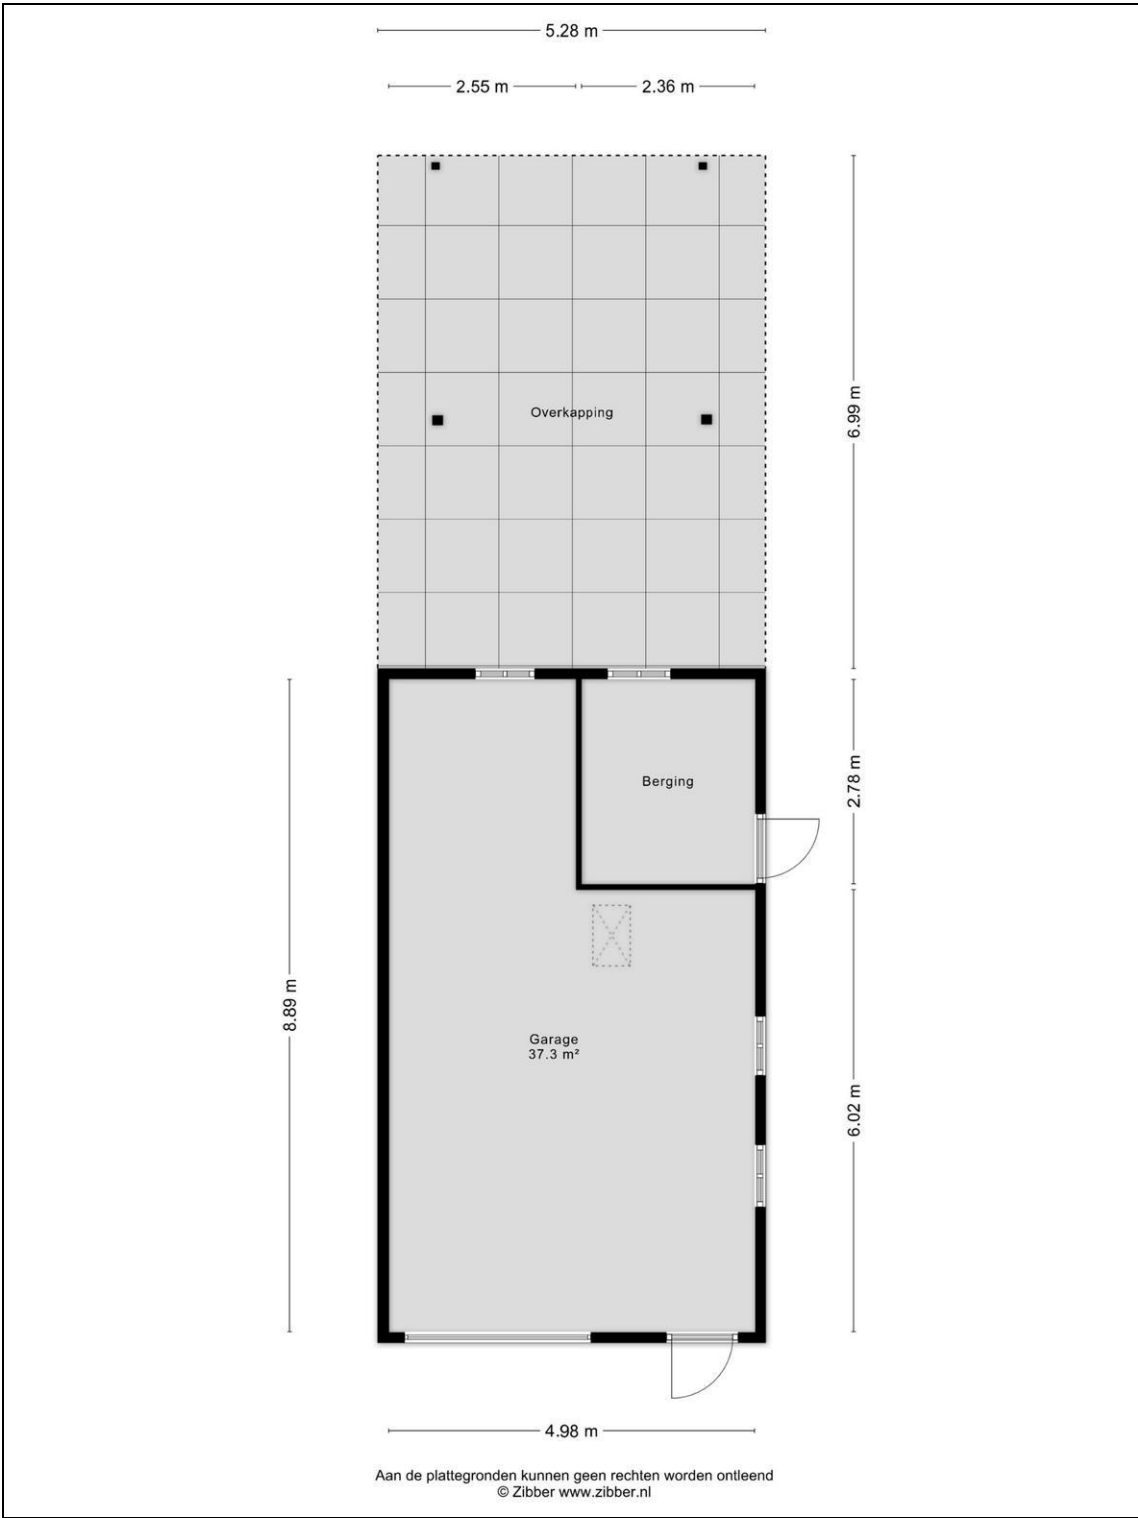 5.28 m
2.55 m
2.36 m
6.99 m
Overkapping
2.78 m
Berging
8.89 m
Garage
37.3 m²
6.02 m
4.98 m
Aan de plattegronden kunnen geen rechten worden ontleend
© Zibber www.zibber.nl